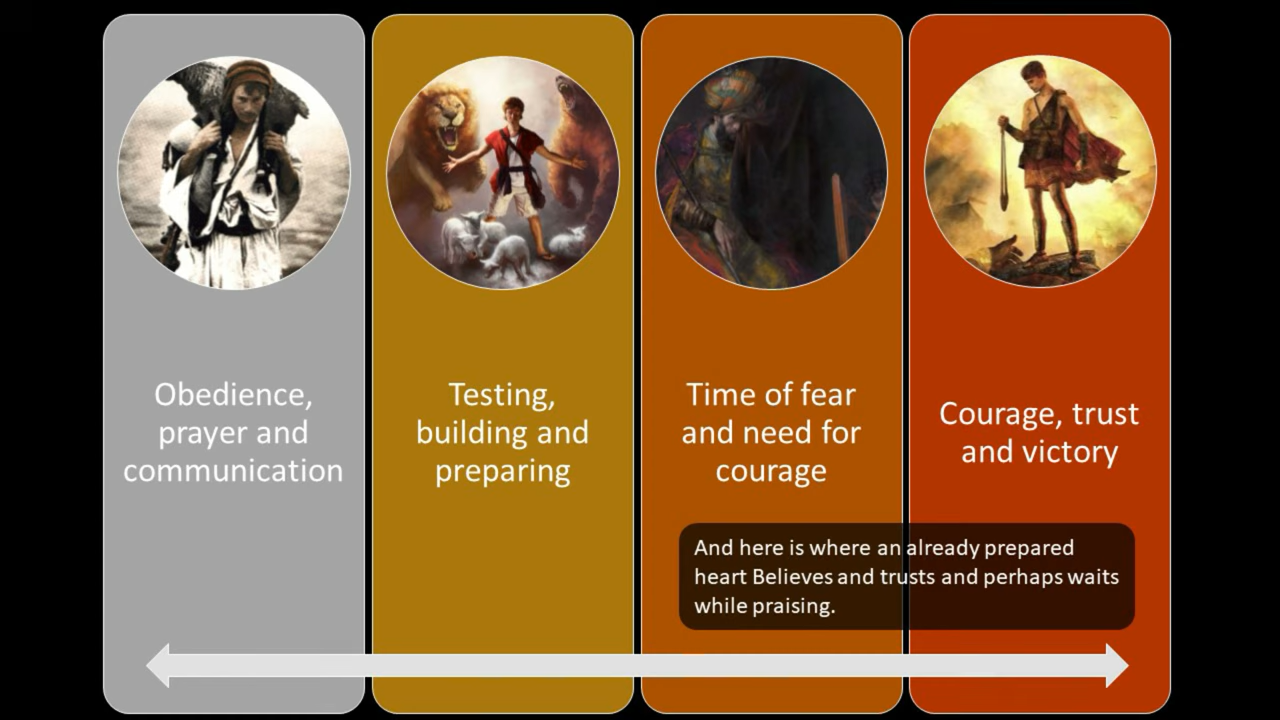 Obedience,
prayer and
communication
Testing,
building and
preparing
Time of fear
and need for
courage
Courage, trust
and victory
And here is where an already prepared
heart Believes and trusts and perhaps waits
while praising.